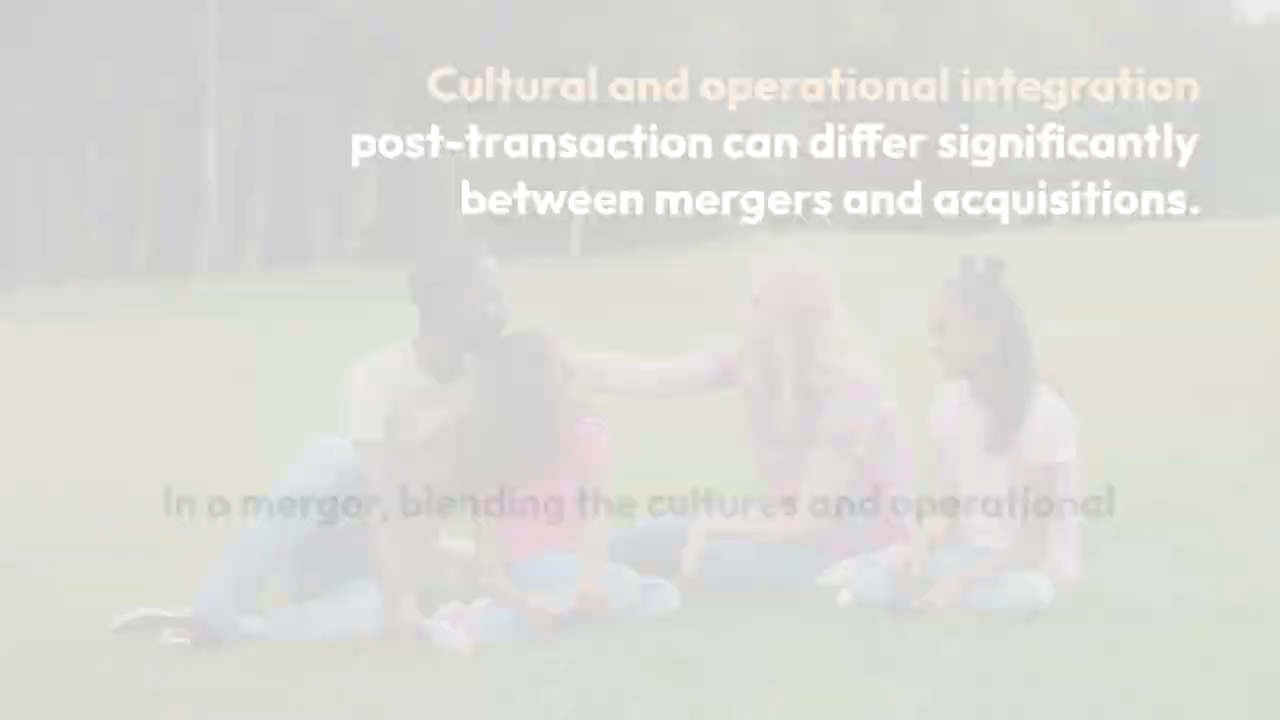 Cultural and operational integration
post-transaction can differ significantly
between mergers and acquisitions.
In a merger, blending the cultures and operational